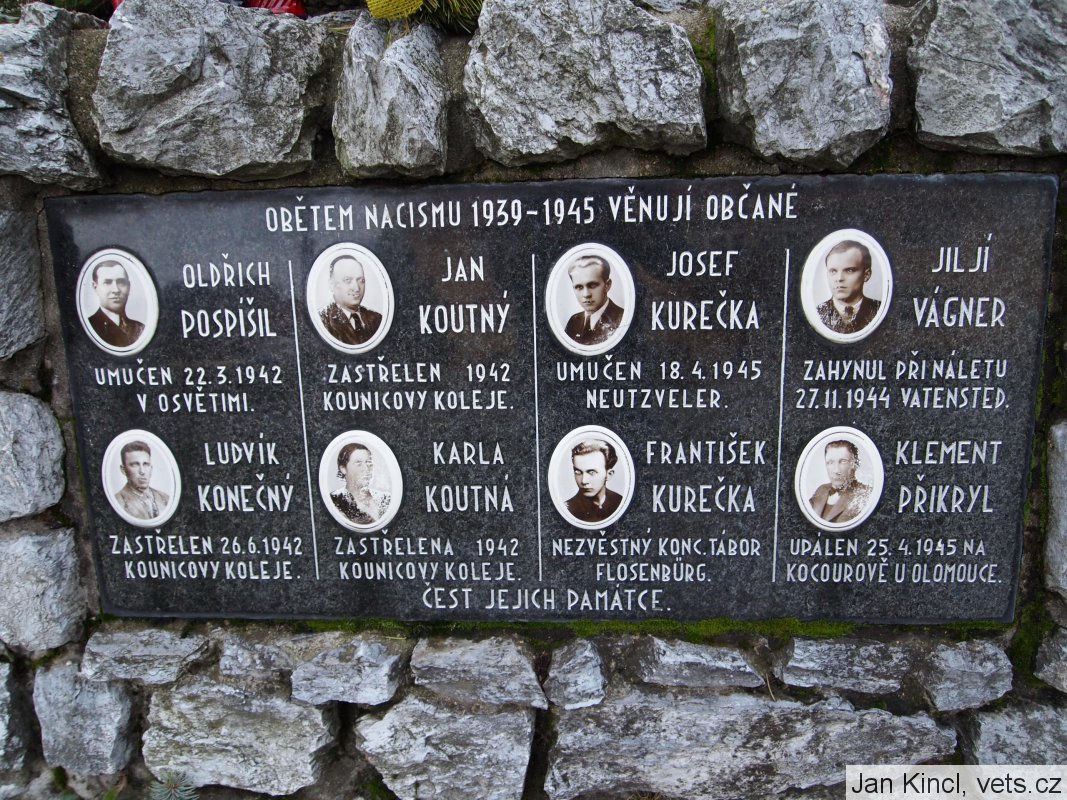 OBĚTEM NACISMU 1939-1945 VĚNUJÍ OBČANÉ
OLDŘICH
POSPÍŠIL
UMUČEN 22.3.1942
V OSVĚTIMI.
JAN
KOUTNÝ
ZASTŘELEN 1942
KOUNICOVY KOLEJE.
JOSEF
KUREČKA
UMUČEN 18.4.1945
NEUTZVELER.
JILJÍ
VÁGNER
ZAHYNUL PŘI NÁLETU
27.11.1944 VATENSTED.
LUDVÍK
KONEČNÝ
ZASTŘELEN 26.6.1942
KOUNICOVY KOLEJE.
KARLA
KOUTNÁ
ZASTŘELENA 1942
KOUNICOVY KOLEJE.
FRANTIŠEK
KUREČKA
NEZVĚSTNÝ KONC.TÁBOR
FLOSENBÜRG.
KLEMENT
PŘIKRYL
UPÁLEN 25.4.1945 NA
KOCOUROVĚ U OLOMOUCE.
ČEST JEJICH PAMÁTCE.
Jan Kincl, vets.cz